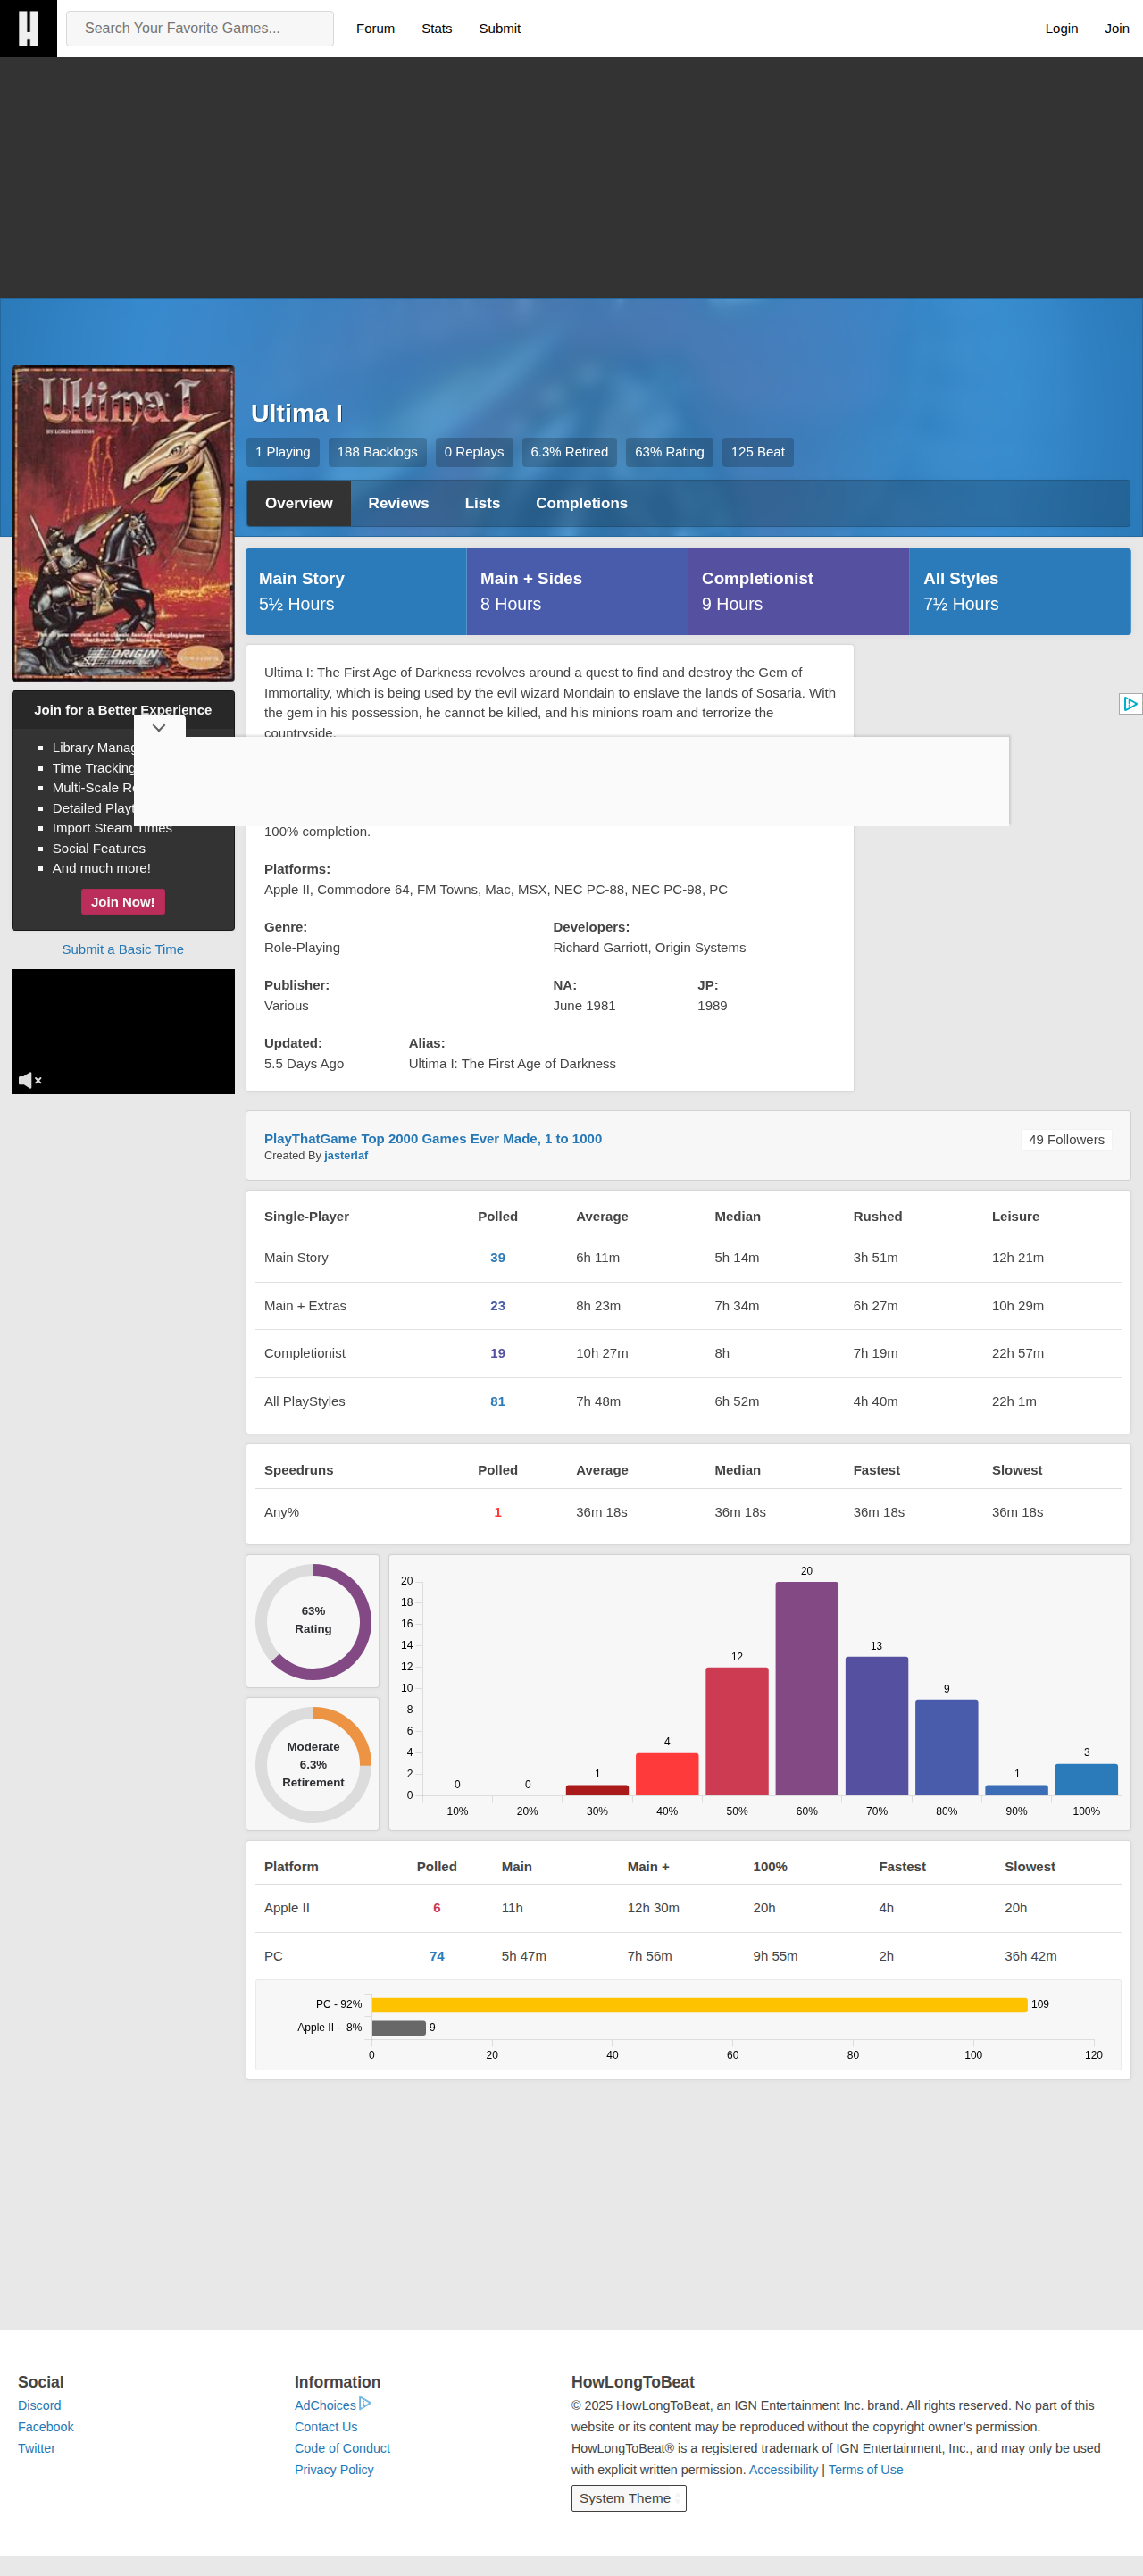 H
Search Your Favorite Games...
Forum
Stats
Submit
Login
Join
Ultima I
BY LORD BRITISH
ORIGIN
Ultima I
1 Playing
188 Backlogs
0 Replays
6.3% Retired
63% Rating
125 Beat
Overview
Reviews
Lists
Completions
Main Story
5½ Hours
Main + Sides
8 Hours
Completionist
9 Hours
All Styles
7½ Hours
Join for a Better Experience
Library Manag
Time Tracking
Multi-Scale Re
Detailed Playt
Import Steam Times
Social Features
And much more!
Join Now!
Submit a Basic Time
Ultima I: The First Age of Darkness revolves around a quest to find and destroy the Gem of
Immortality, which is being used by the evil wizard Mondain to enslave the lands of Sosaria. With
the gem in his possession, he cannot be killed, and his minions roam and terrorize the
countryside.
100% completion.
Platforms:
Apple II, Commodore 64, FM Towns, Mac, MSX, NEC PC-88, NEC PC-98, PC
Genre:
Role-Playing
Developers:
Richard Garriott, Origin Systems
Publisher:
Various
NA:
June 1981
JP:
1989
Updated:
5.5 Days Ago
Alias:
Ultima I: The First Age of Darkness
PlayThatGame Top 2000 Games Ever Made, 1 to 1000
Created By jasterlaf
49 Followers
Single-Player Polled Average Median Rushed Leisure
Main Story 39 6h 11m 5h 14m 3h 51m 12h 21m
Main + Extras 23 8h 23m 7h 34m 6h 27m 10h 29m
Completionist 19 10h 27m 8h 7h 19m 22h 57m
All PlayStyles 81 7h 48m 6h 52m 4h 40m 22h 1m
Speedruns Polled Average Median Fastest Slowest
Any% 1 36m 18s 36m 18s 36m 18s 36m 18s
63%
Rating
Moderate
6.3%
Retirement
20
18
16
14
12
10
8
6
4
2
0
0 0 1 4 12 20 13 9 1 3
10% 20% 30% 40% 50% 60% 70% 80% 90% 100%
Platform Polled Main Main + 100% Fastest Slowest
Apple II 6 11h 12h 30m 20h 4h 20h
PC 74 5h 47m 7h 56m 9h 55m 2h 36h 42m
PC - 92% 109
Apple II - 8% 9
0 20 40 60 80 100 120
Social
Discord
Facebook
Twitter
Information
AdChoices
Contact Us
Code of Conduct
Privacy Policy
HowLongToBeat
© 2025 HowLongToBeat, an IGN Entertainment Inc. brand. All rights reserved. No part of this
website or its content may be reproduced without the copyright owner’s permission.
HowLongToBeat® is a registered trademark of IGN Entertainment, Inc., and may only be used
with explicit written permission. Accessibility | Terms of Use
System Theme